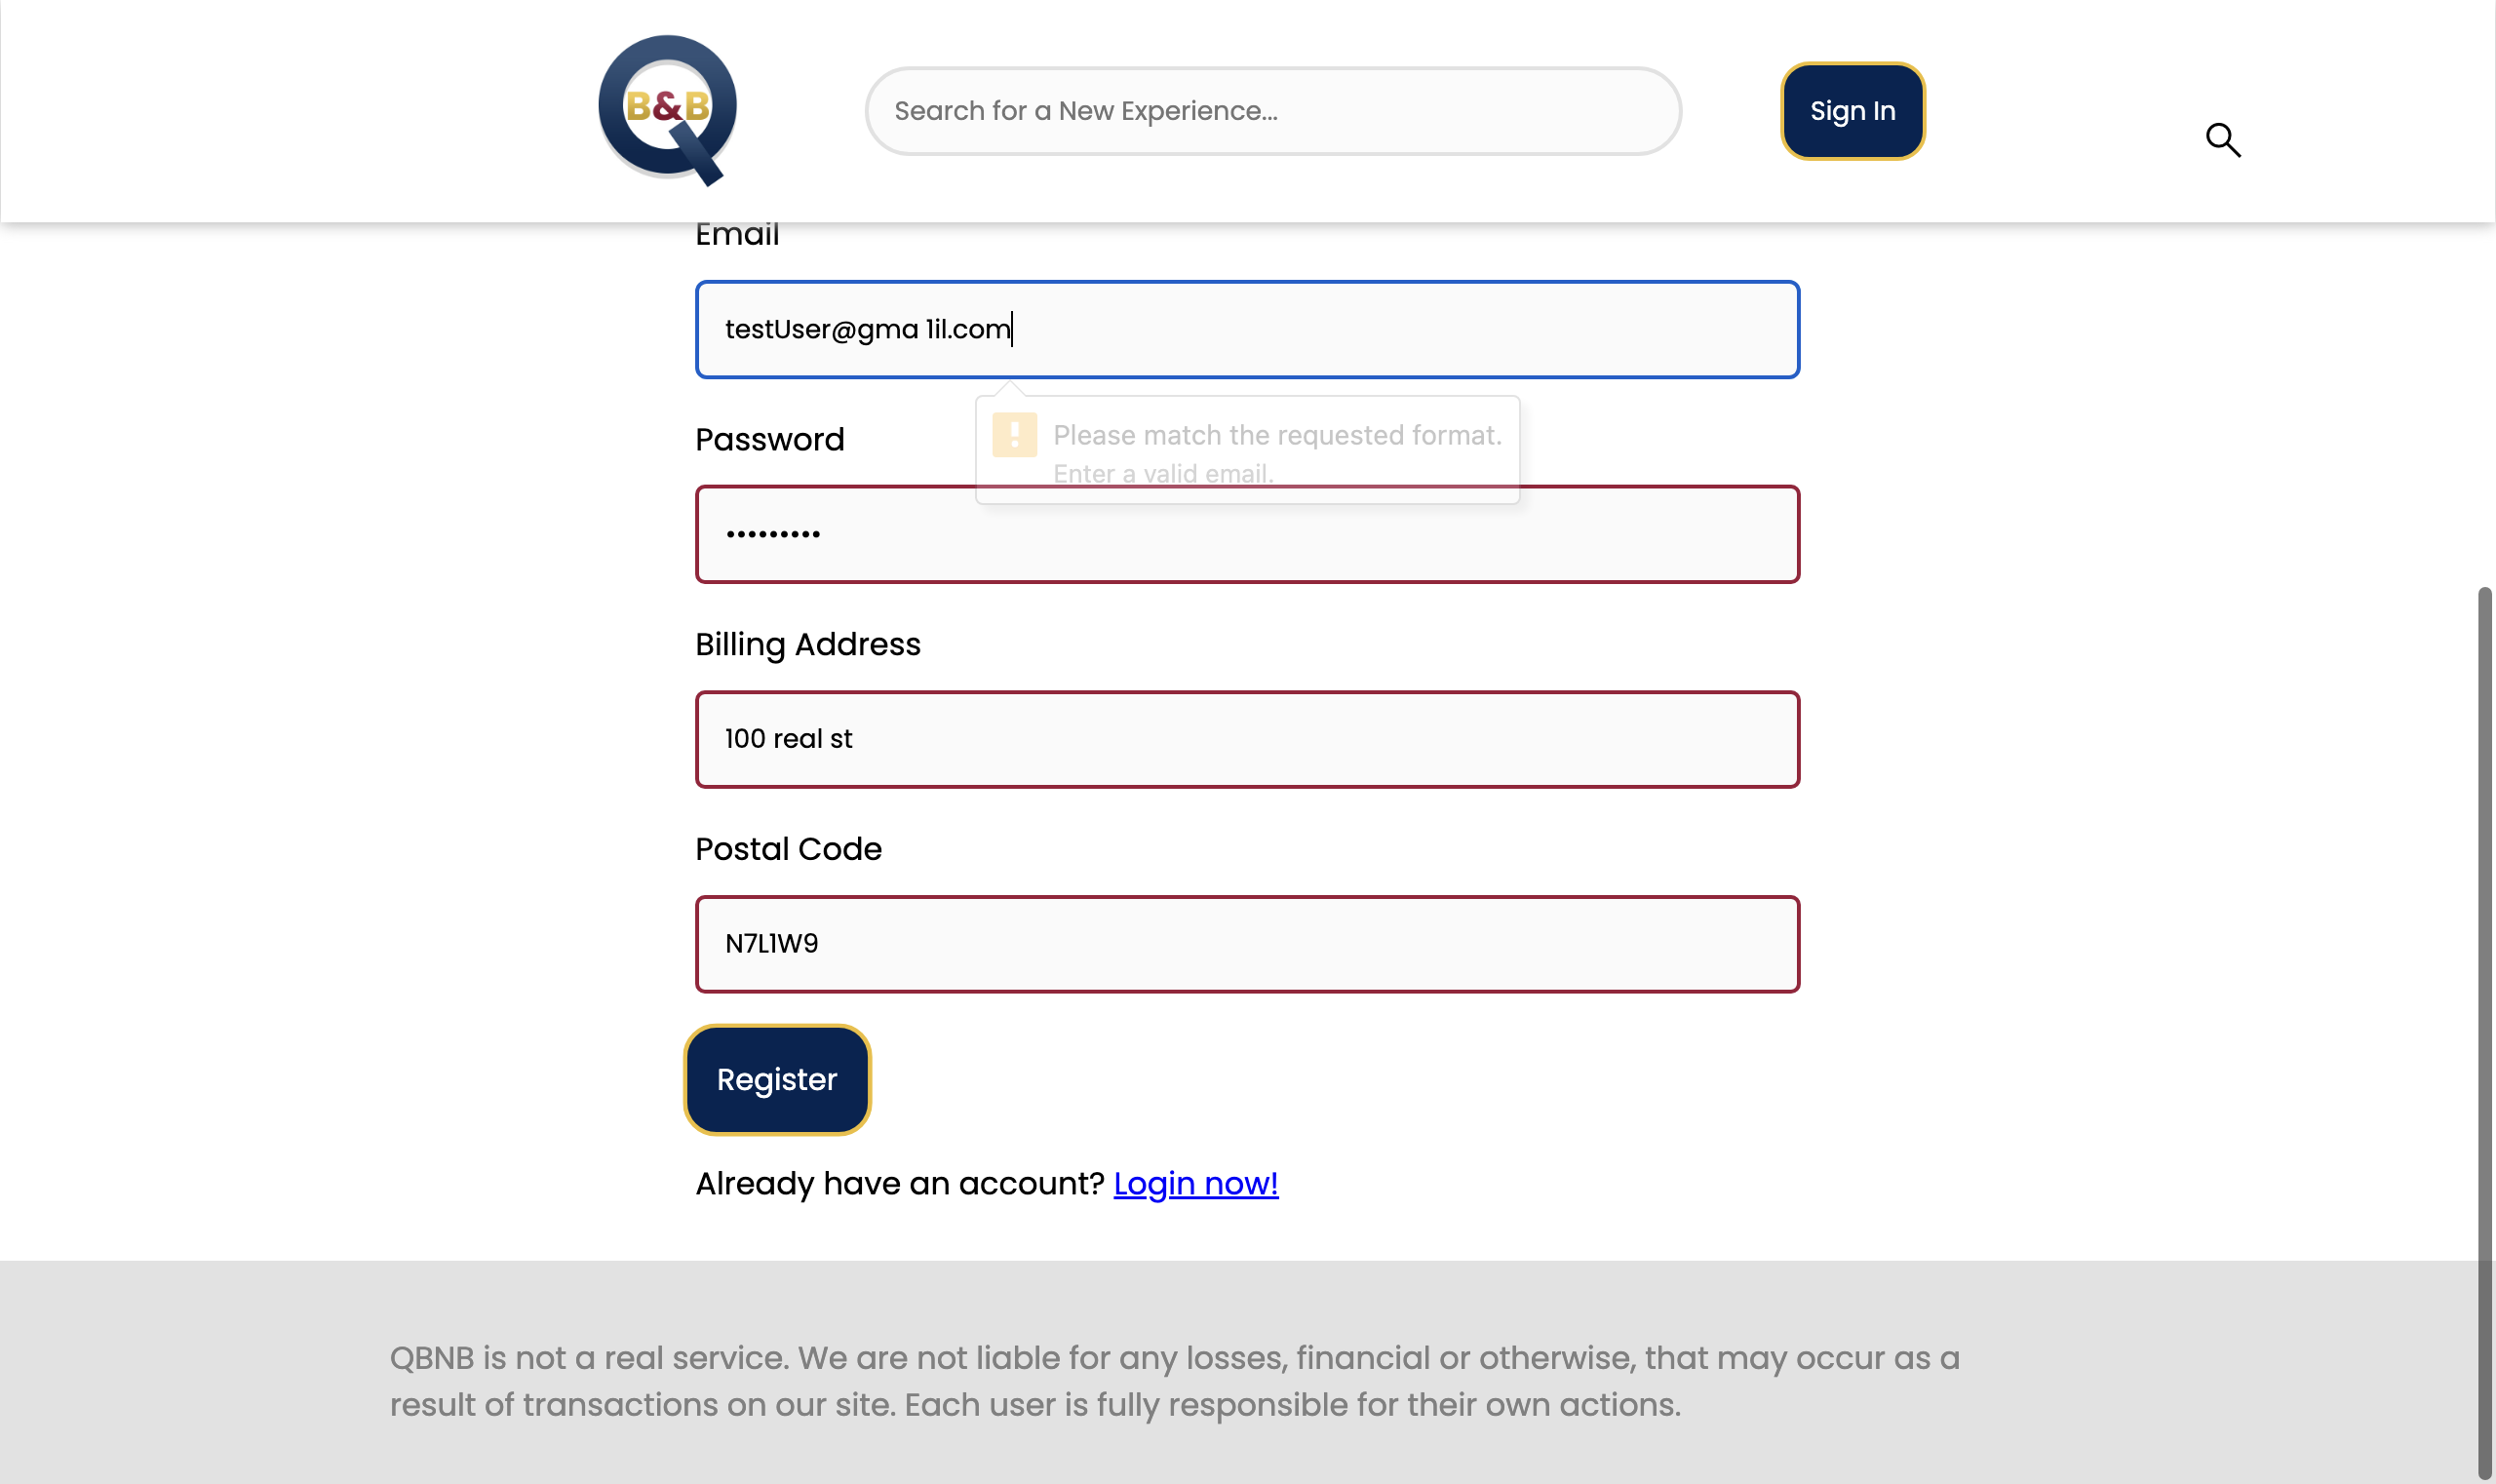 B&B
Search for a New Experience...
Sign In
Email
testUser@gma 1il.com
Please match the requested format.
Enter a valid email.
Password
•••••••••
Billing Address
100 real st
Postal Code
N7L1W9
Register
Already have an account? Login now!
QBNB is not a real service. We are not liable for any losses, financial or otherwise, that may occur as a
result of transactions on our site. Each user is fully responsible for their own actions.